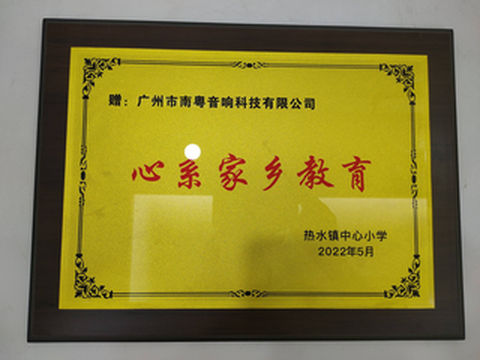 赠：广州市南粤音响科技有限公司
心系家乡教育
热水镇中心小学
2022年5月